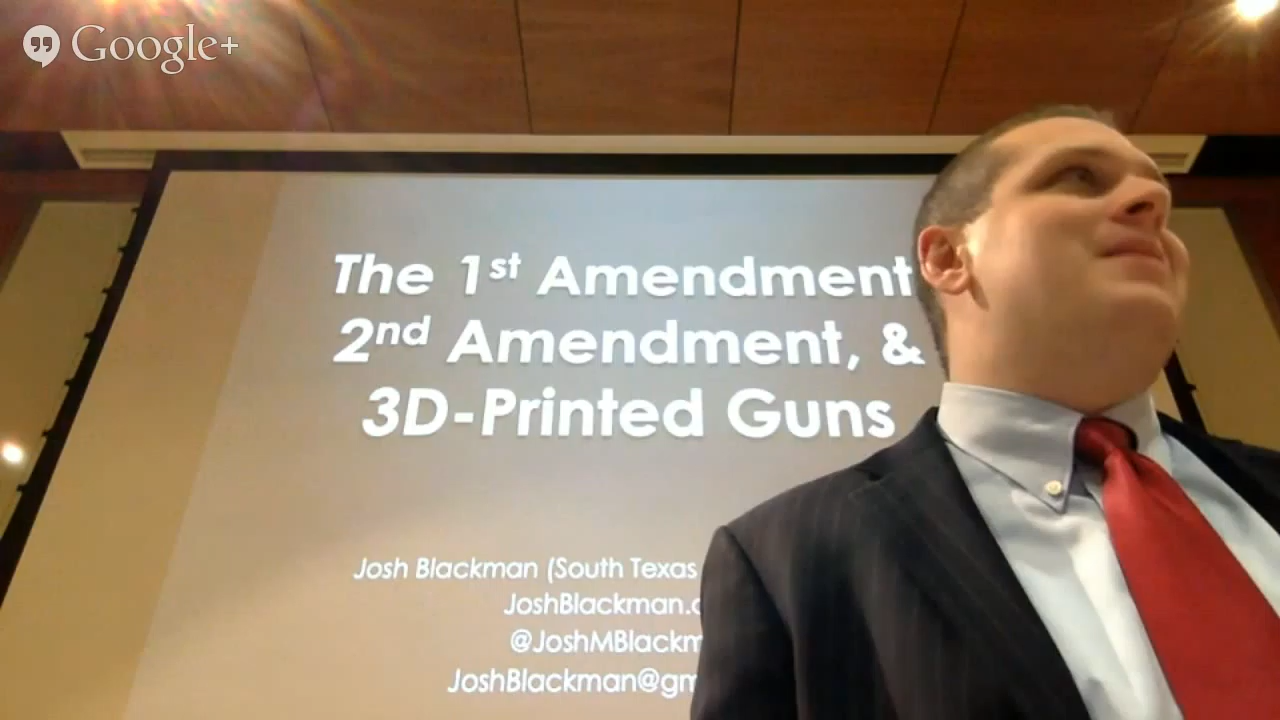 Google+
The 1st Amendment
2nd Amendment, &
3D-Printed Guns
Josh Blackman (South Texas
JoshBlackman.
@JoshMBlackm
JoshBlackman@gm